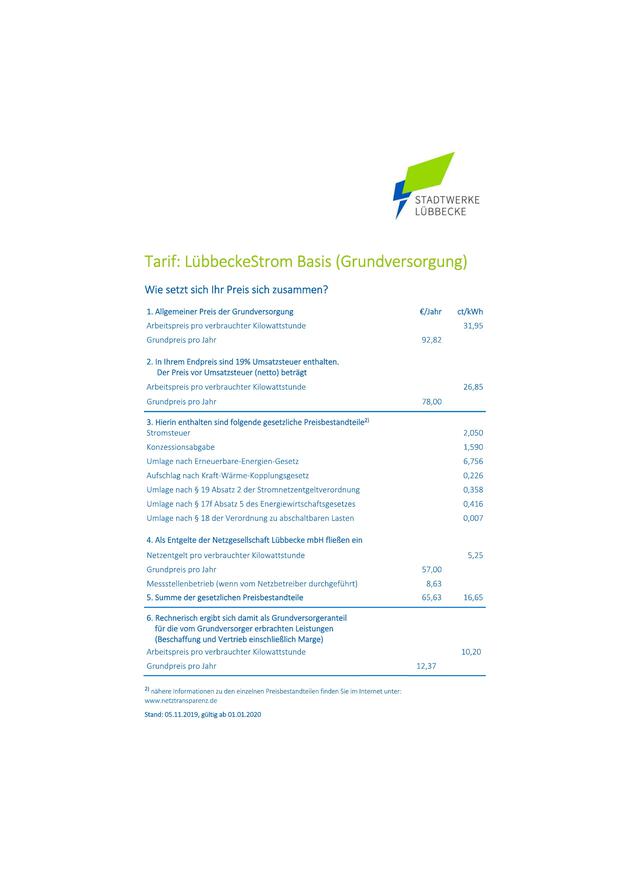 STADTWERKE
LÜBBECKE
Tarif: LübbeckeStrom Basis (Grundversorgung)
Wie setzt sich Ihr Preis sich zusammen?
1. Allgemeiner Preis der Grundversorgung €/Jahr ct/kWh
Arbeitspreis pro verbrauchter Kilowattstunde 31,95
Grundpreis pro Jahr 92,82
2. In Ihrem Endpreis sind 19% Umsatzsteuer enthalten.
Der Preis vor Umsatzsteuer (netto) beträgt
Arbeitspreis pro verbrauchter Kilowattstunde 26,85
Grundpreis pro Jahr 78,00
3. Hierin enthalten sind folgende gesetzliche Preisbestandteile2)
Stromsteuer 2,050
Konzessionsabgabe 1,590
Umlage nach Erneuerbare-Energien-Gesetz 6,756
Aufschlag nach Kraft-Wärme-Kopplungsgesetz 0,226
Umlage nach § 19 Absatz 2 der Stromnetzentgeltverordnung 0,358
Umlage nach § 17f Absatz 5 des Energiewirtschaftsgesetzes 0,416
Umlage nach § 18 der Verordnung zu abschaltbaren Lasten 0,007
4. Als Entgelte der Netzgesellschaft Lübbecke mbH fließen ein
Netzentgelt pro verbrauchter Kilowattstunde 5,25
Grundpreis pro Jahr 57,00
Messstellenbetrieb (wenn vom Netzbetreiber durchgeführt) 8,63
5. Summe der gesetzlichen Preisbestandteile 65,63 16,65
6. Rechnerisch ergibt sich damit als Grundversorgeranteil
für die vom Grundversorger erbrachten Leistungen
(Beschaffung und Vertrieb einschließlich Marge)
Arbeitspreis pro verbrauchter Kilowattstunde 10,20
Grundpreis pro Jahr 12,37
2) nähere Informationen zu den einzelnen Preisbestandteilen finden Sie im Internet unter:
www.netztransparenz.de
Stand: 05.11.2019, gültig ab 01.01.2020